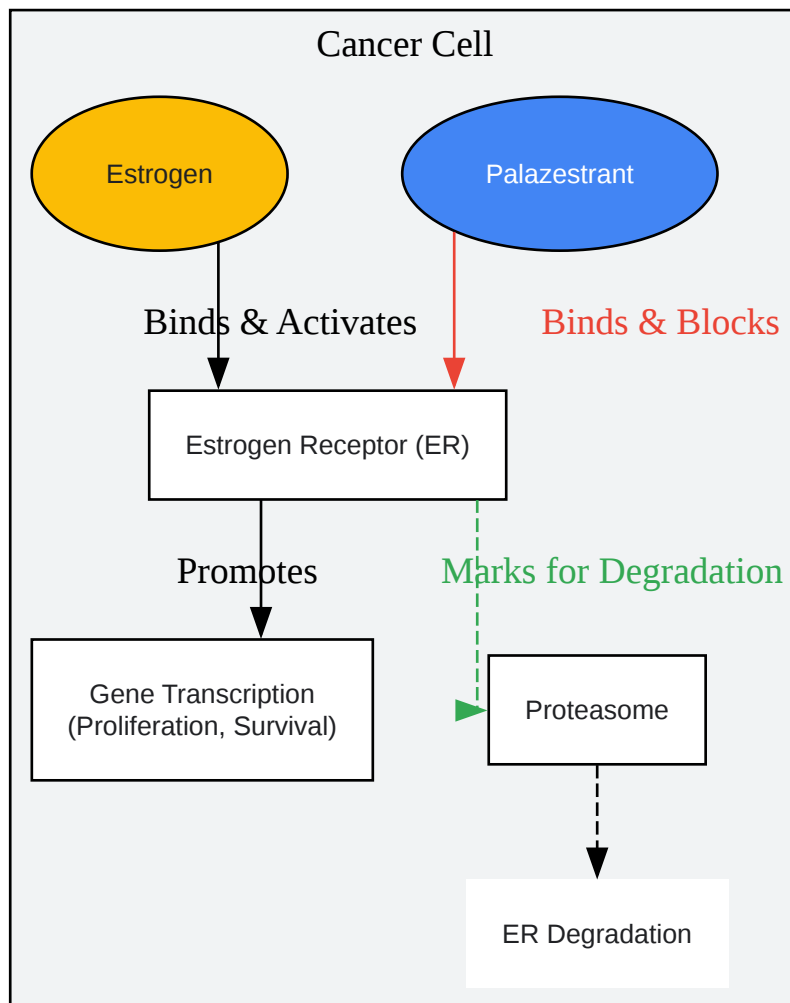 Cancer Cell
Estrogen
Palazestrant
Binds & Activates
Binds & Blocks
Estrogen Receptor (ER)
Promotes
Marks for Degradation
Gene Transcription
(Proliferation, Survival)
Proteasome
ER Degradation